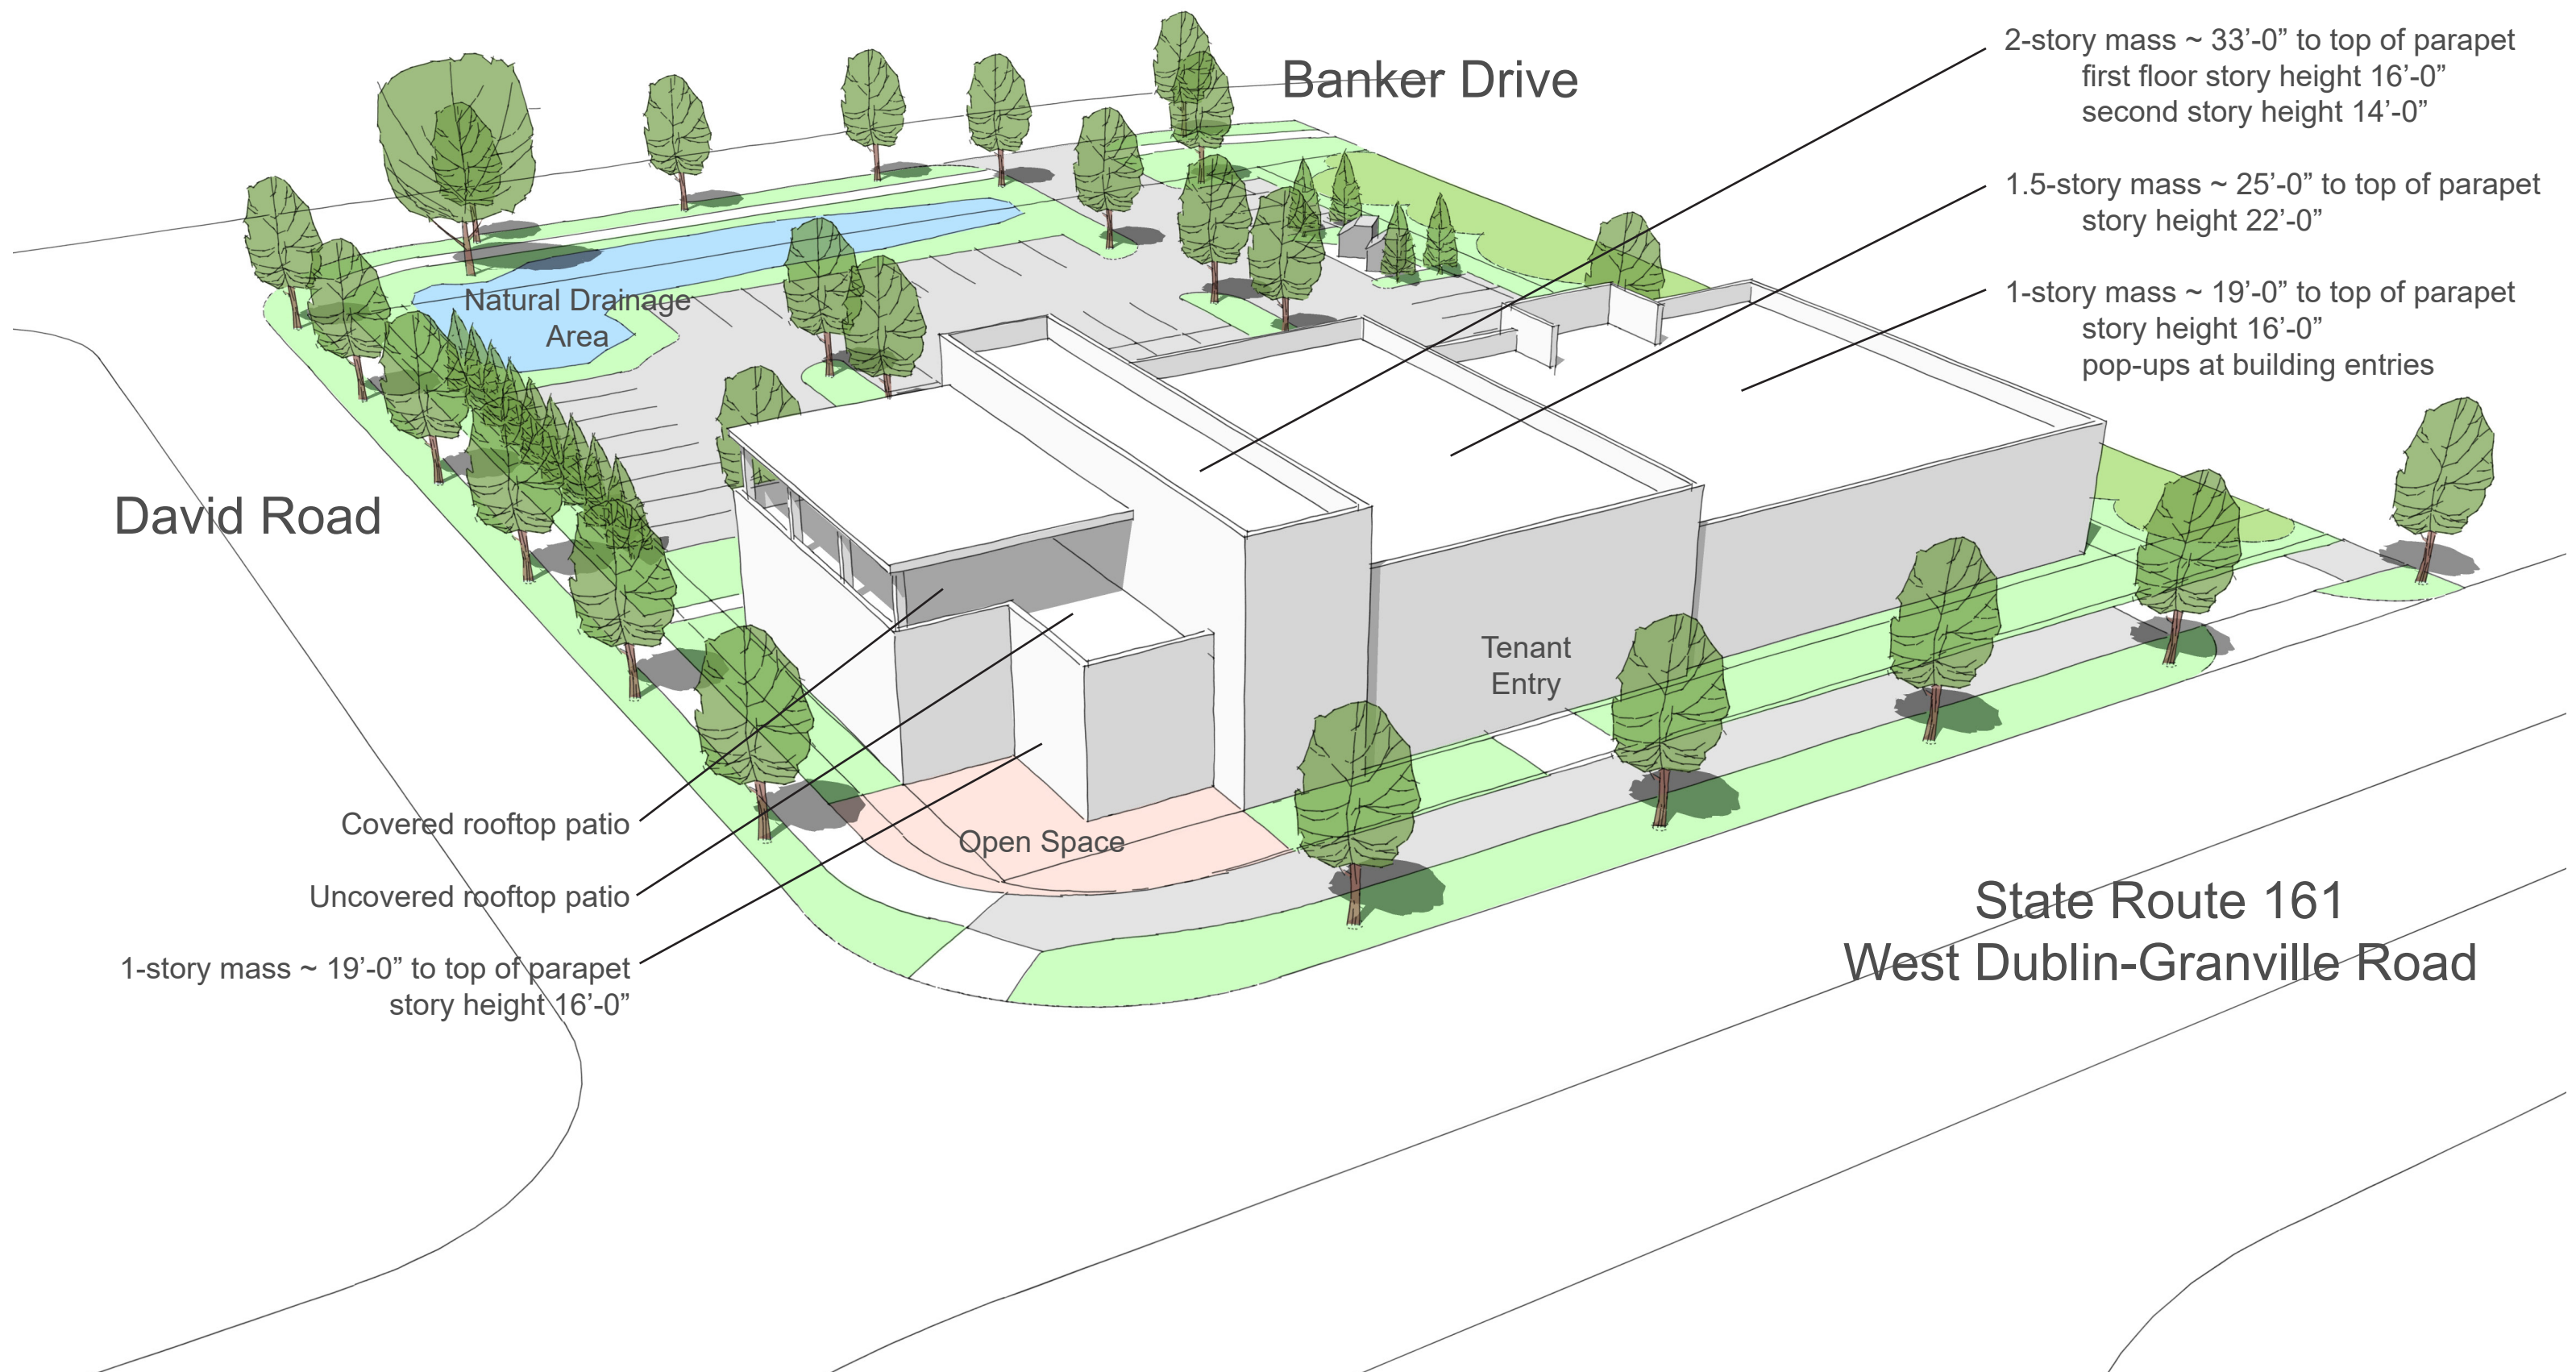 Banker Drive
2-story mass ~ 33’-0” to top of parapet
first floor story height 16’-0”
second story height 14’-0”
1.5-story mass ~ 25’-0” to top of parapet
story height 22’-0”
1-story mass ~ 19’-0” to top of parapet
story height 16’-0”
pop-ups at building entries
Natural Drainage
Area
David Road
Tenant
Entry
Covered rooftop patio
Open Space
Uncovered rooftop patio
1-story mass ~ 19’-0” to top of parapet
story height 16’-0”
State Route 161
West Dublin-Granville Road